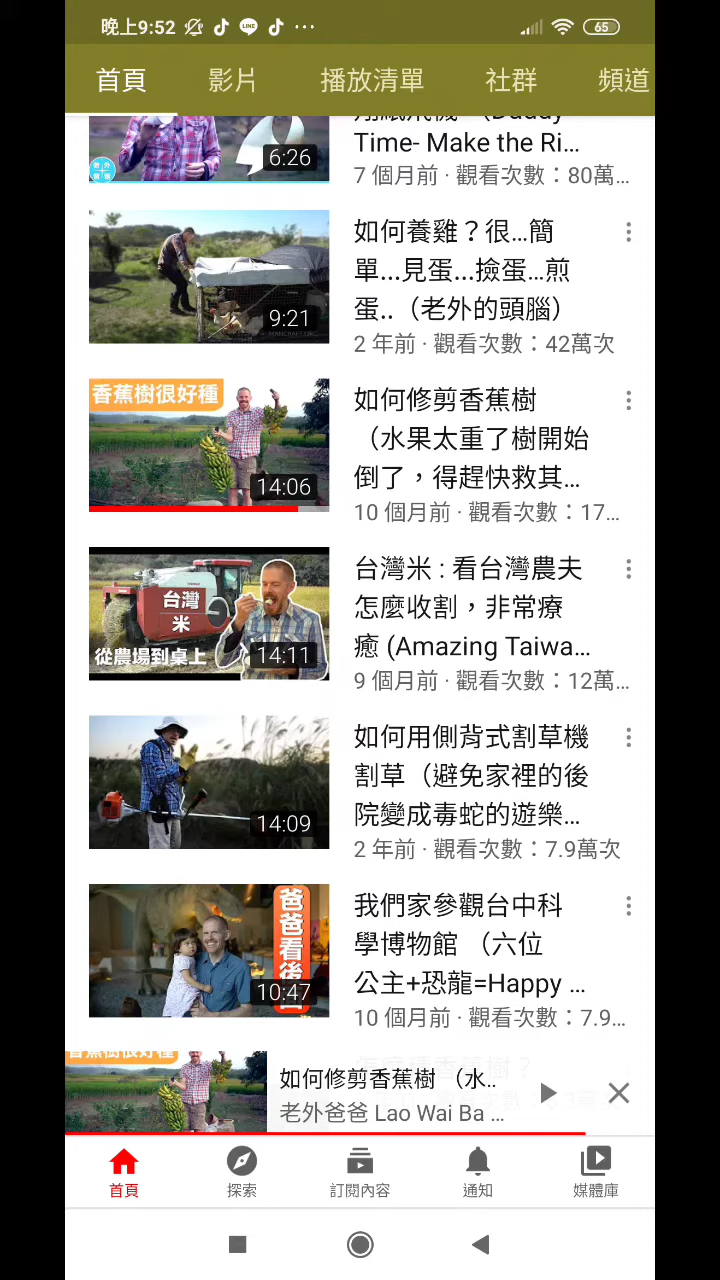 晚上9:52
LINE
65
首頁 影片 播放清單 社群 頻道
Time- Make the Ri...
7 個月前 · 觀看次數：80萬...
6:26
如何養雞？很...簡
單...見蛋...撿蛋...煎
蛋..（老外的頭腦）
2 年前 · 觀看次數：42萬次
9:21
香蕉樹很好種
14:06
如何修剪香蕉樹
（水果太重了樹開始
倒了，得趕快救其...
10 個月前 · 觀看次數：17...
台灣
米
從農場到桌上
14:11
台灣米 : 看台灣農夫
怎麼收割，非常療
癒 (Amazing Taiwa...
9 個月前 · 觀看次數：12萬...
14:09
如何用側背式割草機
割草（避免家裡的後
院變成毒蛇的遊樂...
2 年前 · 觀看次數：7.9萬次
爸爸看後
10:47
我們家參觀台中科
學博物館 （六位
公主+恐龍=Happy ...
10 個月前 · 觀看次數：7.9...
香蕉樹很好種
如何修剪香蕉樹 （水..
老外爸爸 Lao Wai Ba ...
首頁 探索 訂閱內容 通知 媒體庫